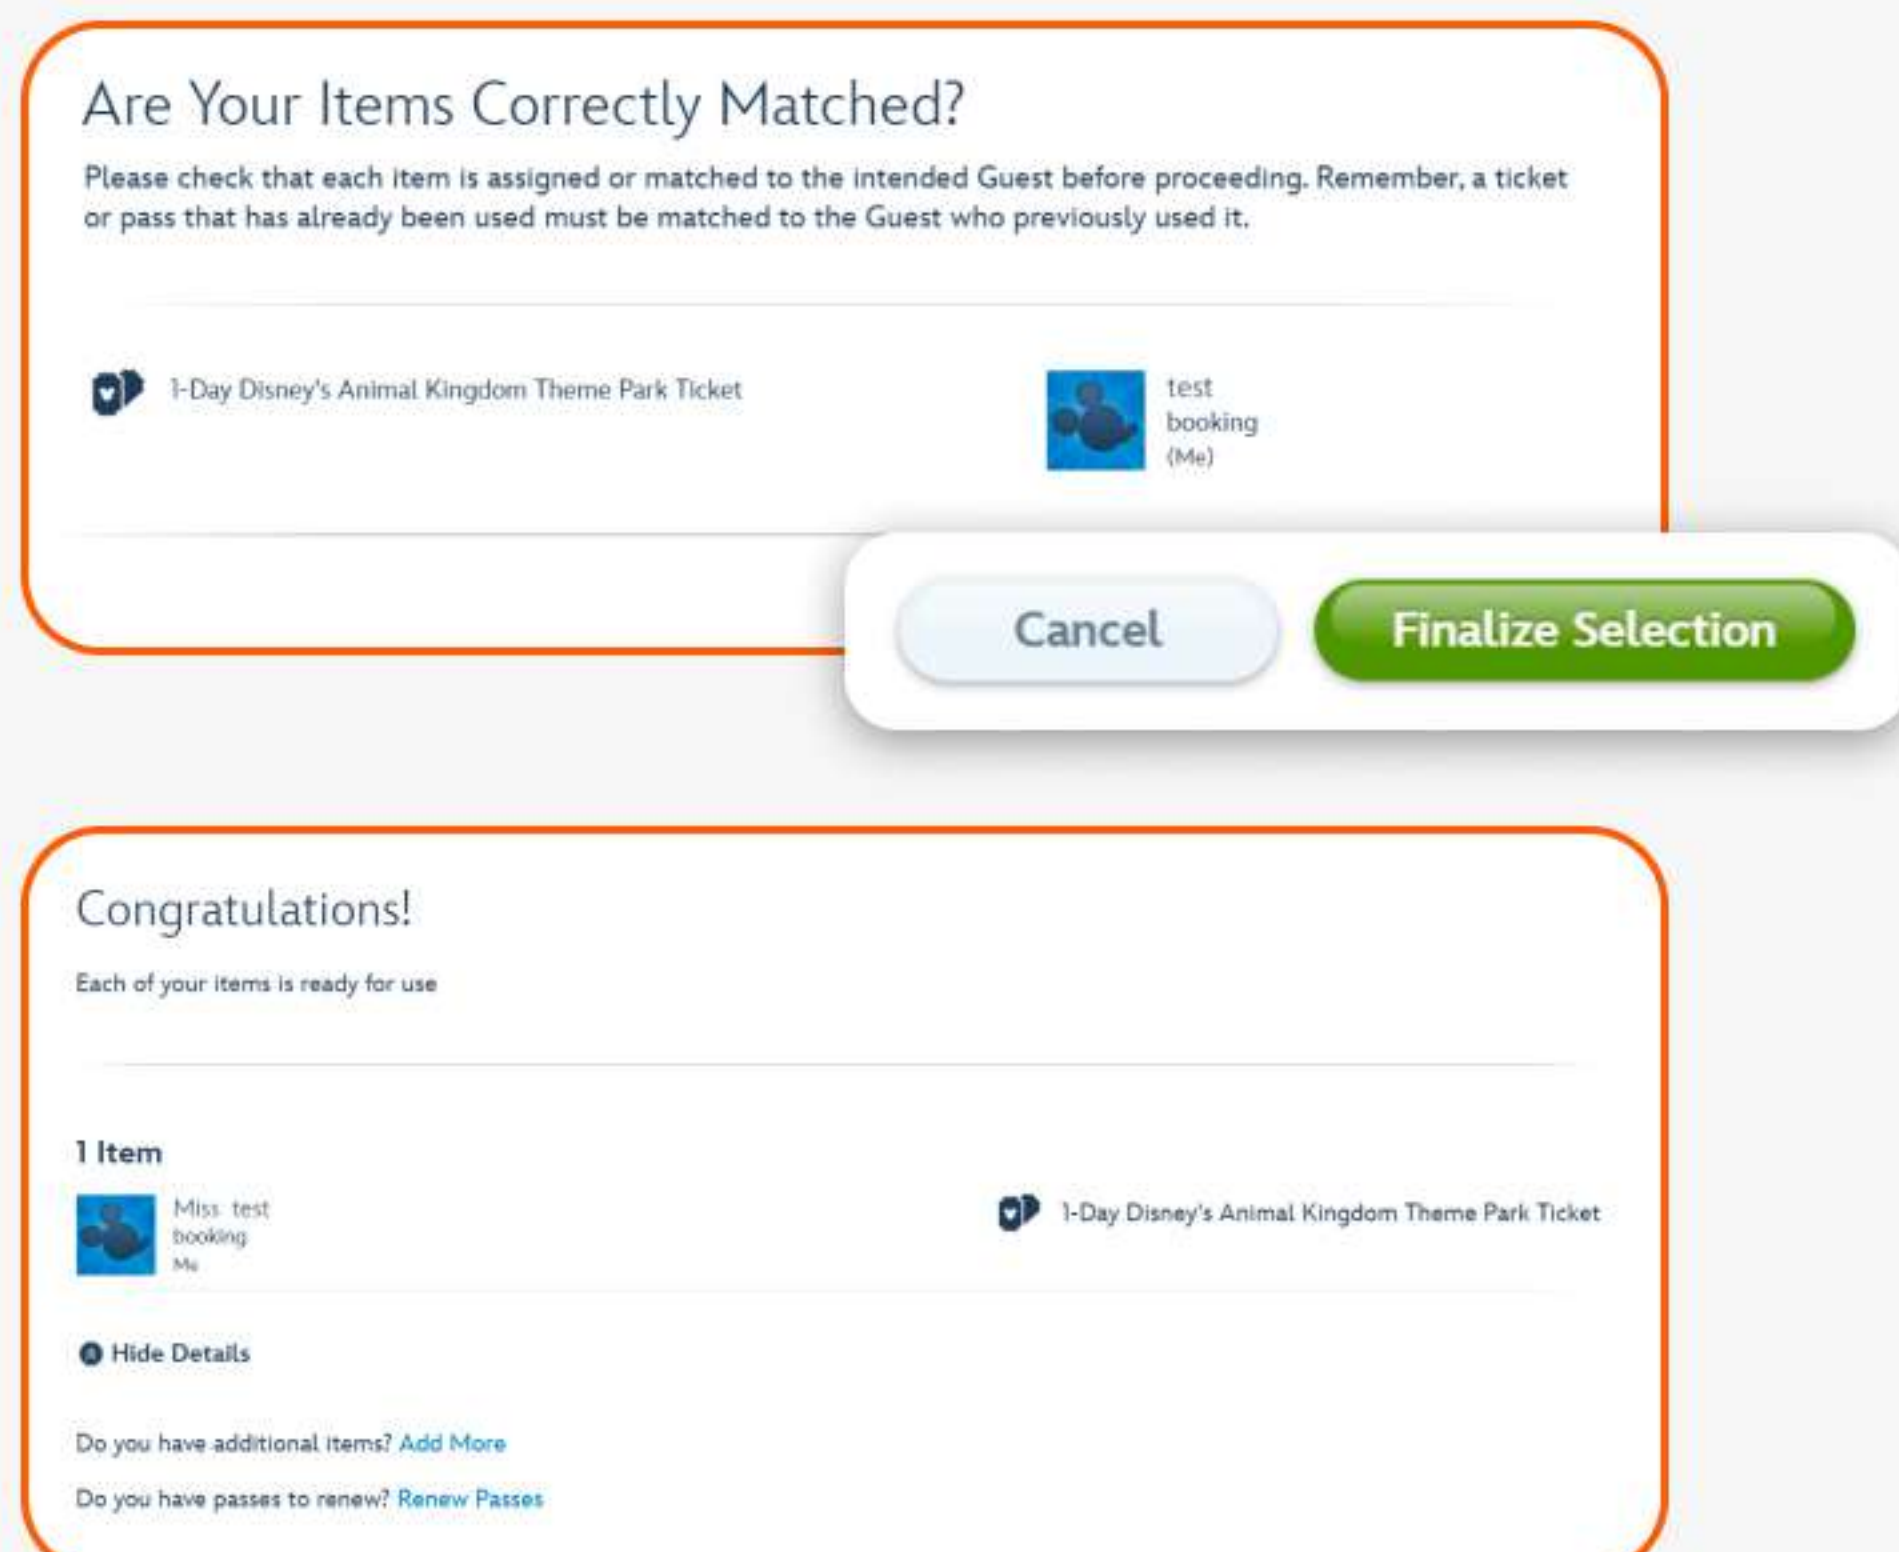 Are Your Items Correctly Matched?
Please check that each item is assigned or matched to the intended Guest before proceeding. Remember, a ticket
or pass that has already been used must be matched to the Guest who previously used it.
1-Day Disney's Animal Kingdom Theme Park Ticket
test
booking
(Me)
Cancel
Finalize Selection
Congratulations!
Each of your items is ready for use
1 Item
Miss test
booking
Me
1-Day Disney's Animal Kingdom Theme Park Ticket
Hide Details
Do you have additional items? Add More
Do you have passes to renew? Renew Passes